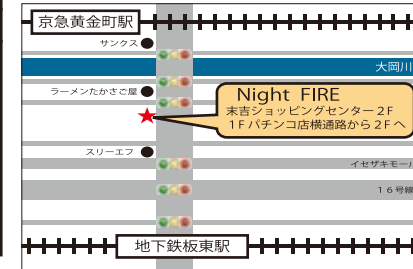 京急黄金町駅
サンクス
大岡川
ラーメンたかさご屋
Night FIRE
末吉ショッピングセンター２F
１Fパチンコ店横通路から２Fへ
スリーエフ
イセザキモール
１６号線
地下鉄板東駅